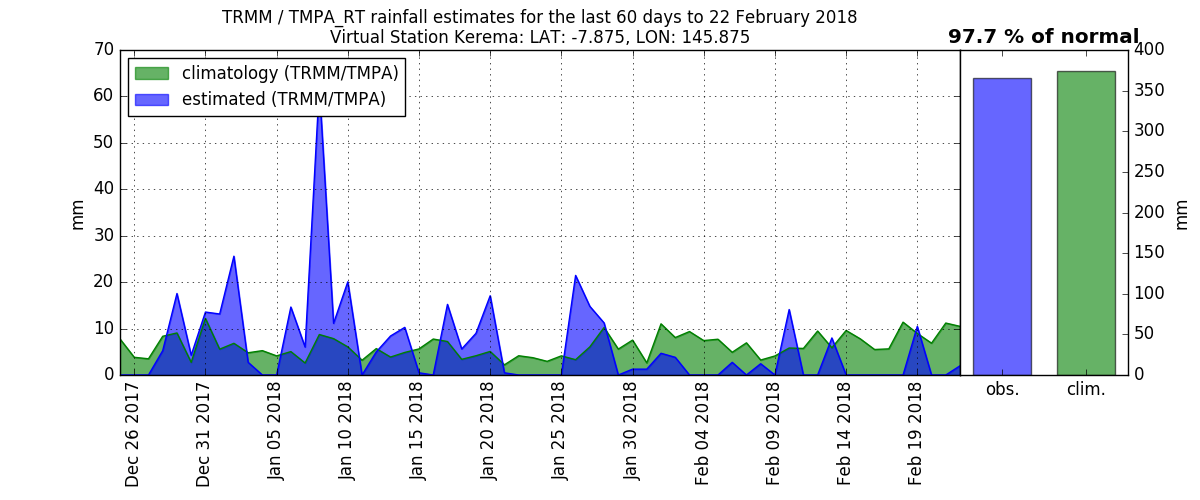 TRMM / TMPA_RT rainfall estimates for the last 60 days to 22 February 2018
Virtual Station Kerema: LAT: -7.875, LON: 145.875
97.7 % of normal
climatology (TRMM/TMPA)
estimated (TRMM/TMPA)
70
60
50
40
30
20
10
0
mm
400
350
300
250
200
150
100
50
0
mm
obs.
clim.
Dec 26 2017
Dec 31 2017
Jan 05 2018
Jan 10 2018
Jan 15 2018
Jan 20 2018
Jan 25 2018
Jan 30 2018
Feb 04 2018
Feb 09 2018
Feb 14 2018
Feb 19 2018